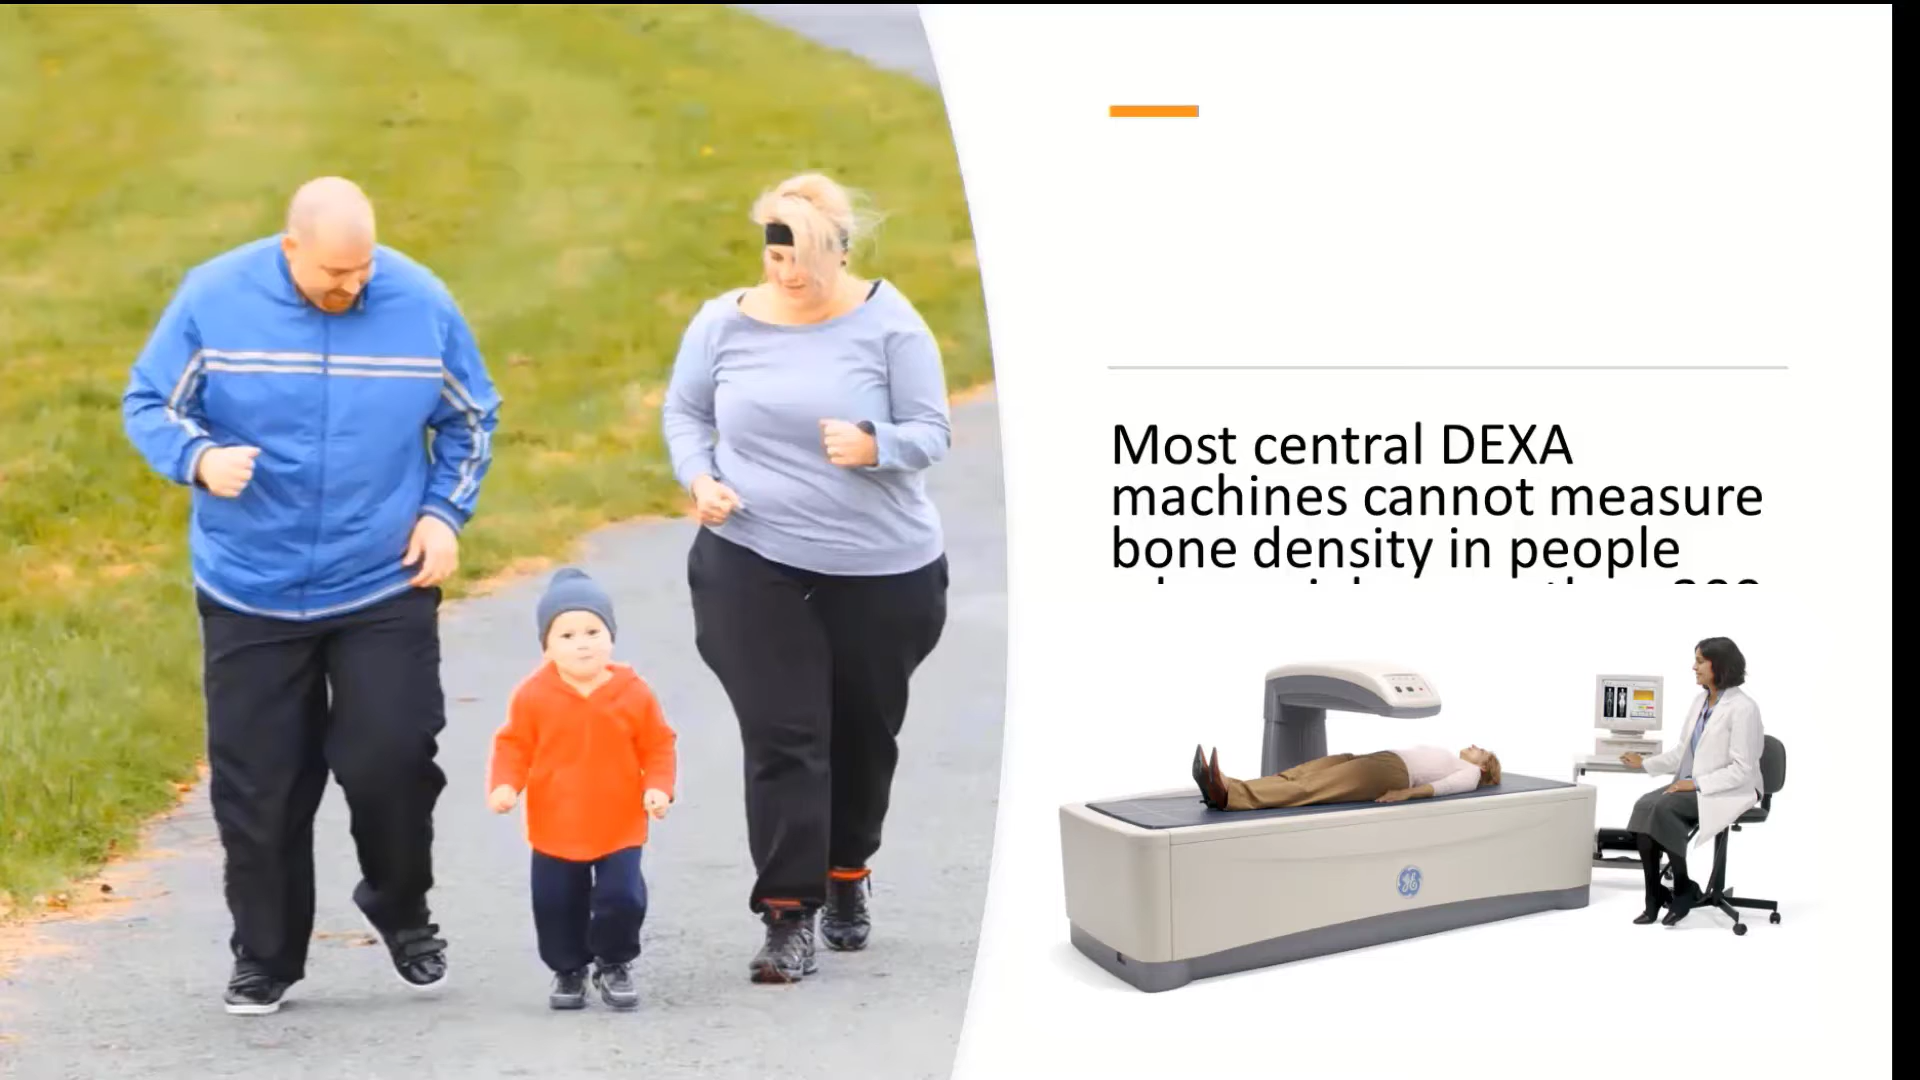 Most central DEXA
machines cannot measure
bone density in people